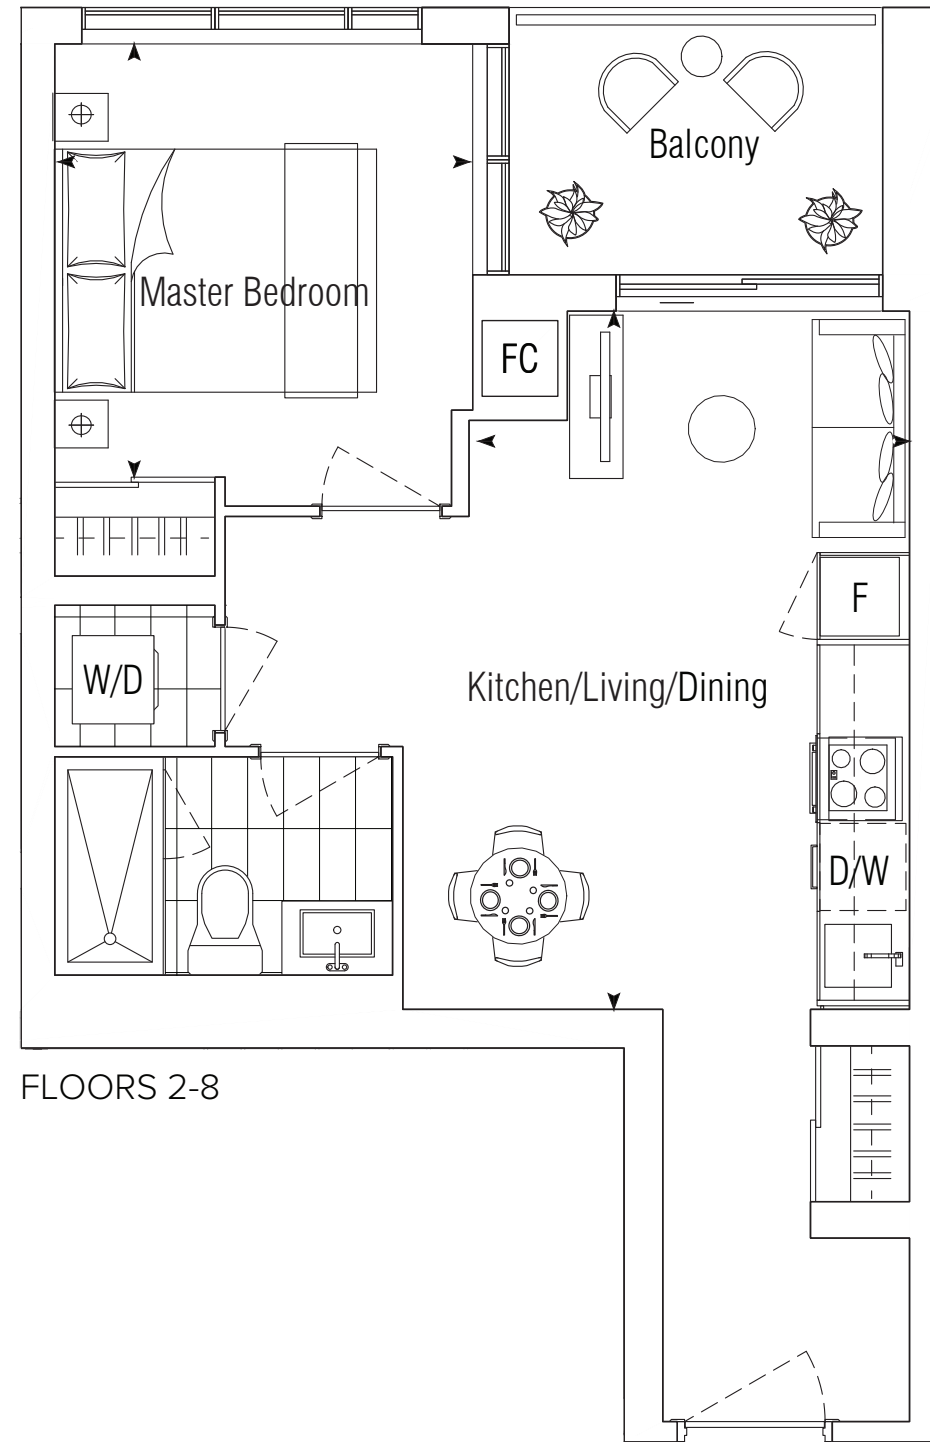 Balcony
Master Bedroom
FC
F
W/D
Kitchen/Living/Dining
D/W
FLOORS 2-8